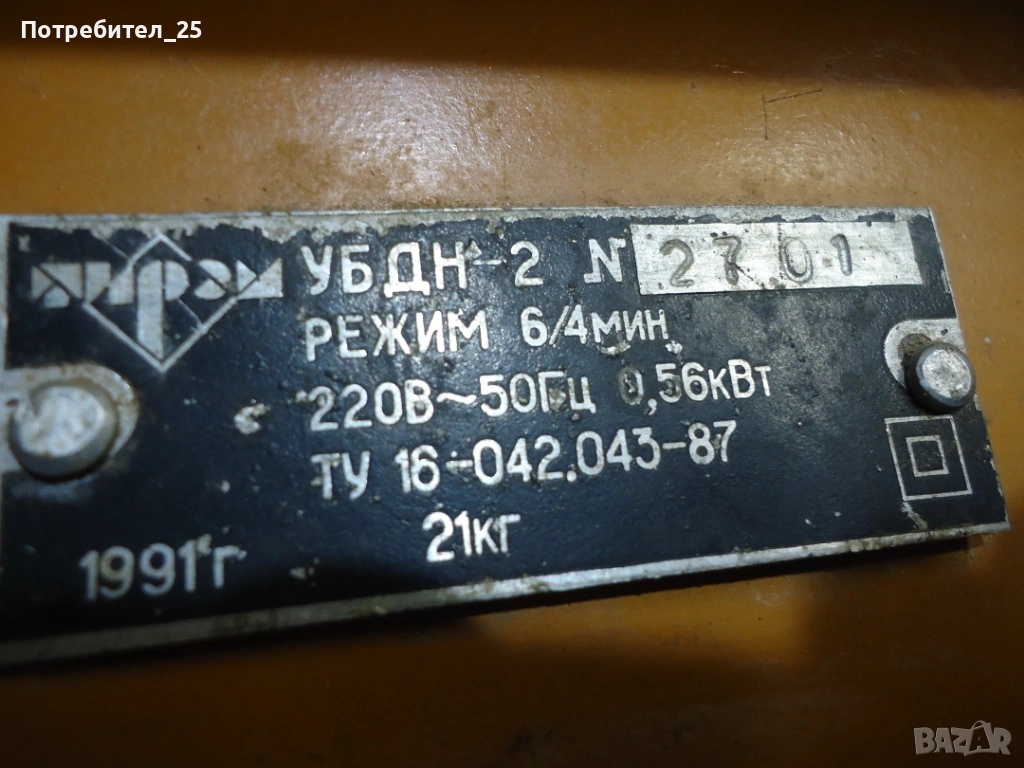 Потребител_25
УБДН-2 N 2701
РЕЖИМ 6/4МИН
220В~50Гц 0,56кВт
ТУ 16-042.043-87
21КГ
1991г
BAZAR